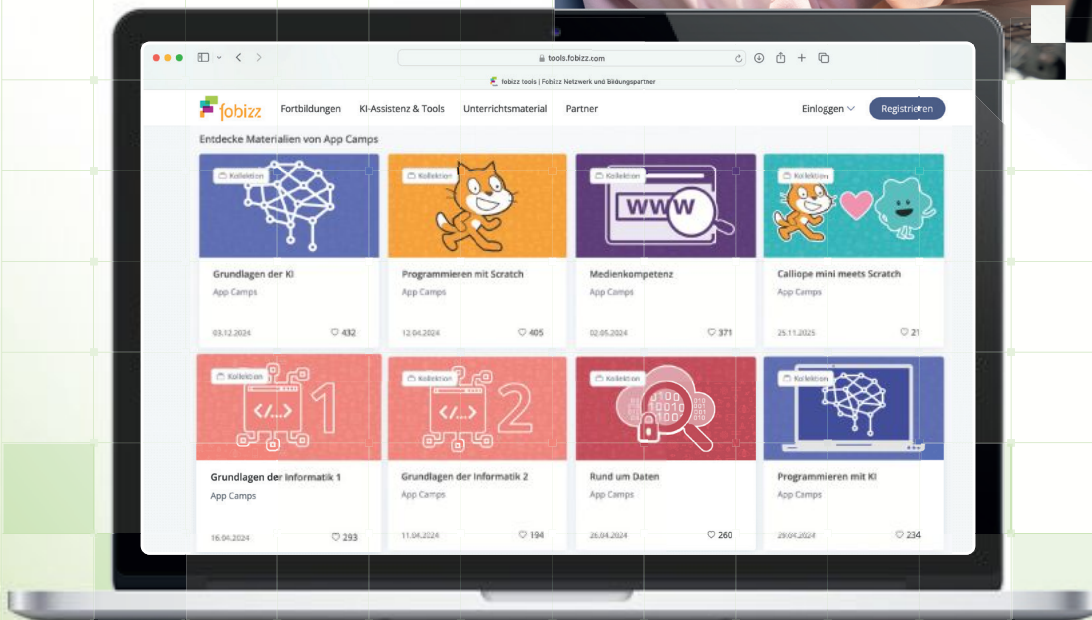 tools.fobizz.com
fobizz tools | Fobizz Netzwerk und Bildungspartner
fobizz Fortbildungen KI-Assistenz & Tools Unterrichtsmaterial Partner Einloggen Registrieren
Entdecke Materialien von App Camps
Kollektion Kollektion Kollektion Kollektion
WWW
Grundlagen der KI Programmieren mit Scratch Medienkompetenz Calliope mini meets Scratch
App Camps App Camps App Camps App Camps
03.12.2024 432 12.04.2024 405 02.05.2024 371 25.11.2025 21
Kollektion Kollektion Kollektion Kollektion
</...> 1 </...> 2
Grundlagen der Informatik 1 Grundlagen der Informatik 2 Rund um Daten Programmieren mit KI
App Camps App Camps App Camps App Camps
16.04.2024 293 11.04.2024 194 26.04.2024 260 29.04.2024 234